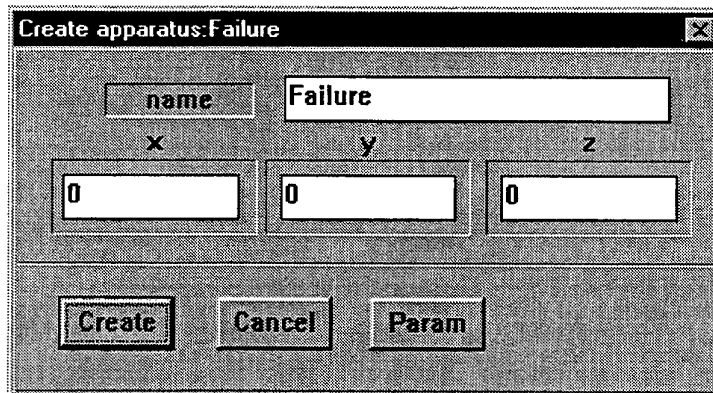 Create apparatus:Failure
name Failure
x y z
0 0 0
Create Cancel Param